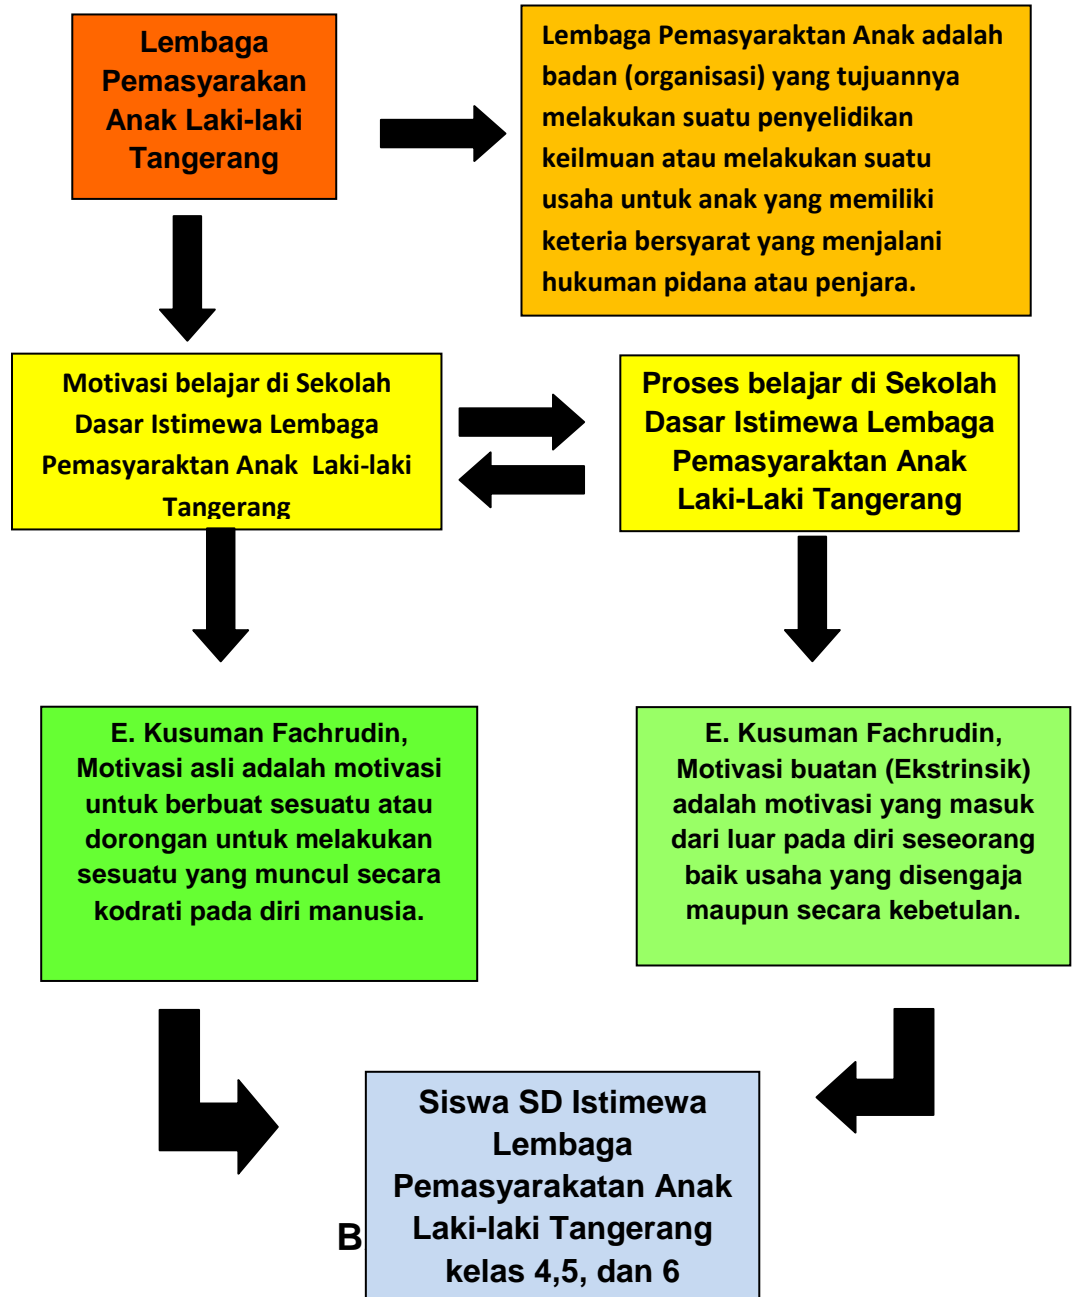 Lembaga
Pemasyarakan
Anak Laki-laki
Tangerang
Lembaga Pemasyaraktan Anak adalah
badan (organisasi) yang tujuannya
melakukan suatu penyelidikan
keilmuan atau melakukan suatu
usaha untuk anak yang memiliki
keteria bersyarat yang menjalani
hukuman pidana atau penjara.
Motivasi belajar di Sekolah
Dasar Istimewa Lembaga
Pemasyaraktan Anak Laki-laki
Tangerang
Proses belajar di Sekolah
Dasar Istimewa Lembaga
Pemasyaraktan Anak
Laki-Laki Tangerang
E. Kusuman Fachrudin,
Motivasi asli adalah motivasi
untuk berbuat sesuatu atau
dorongan untuk melakukan
sesuatu yang muncul secara
kodrati pada diri manusia.
E. Kusuman Fachrudin,
Motivasi buatan (Ekstrinsik)
adalah motivasi yang masuk
dari luar pada diri seseorang
baik usaha yang disengaja
maupun secara kebetulan.
Siswa SD Istimewa
Lembaga
Pemasyarakatan Anak
Laki-laki Tangerang
kelas 4,5, dan 6
B